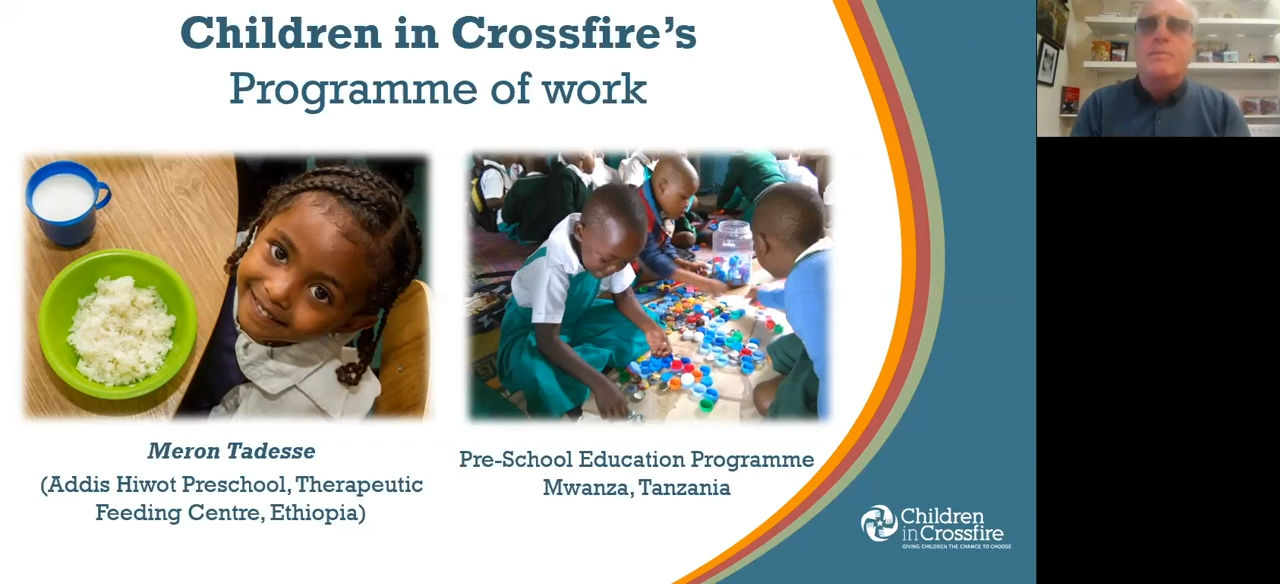 Children in Crossfire’s
Programme of work
Meron Tadesse
(Addis Hiwot Preschool, Therapeutic
Feeding Centre, Ethiopia)
Pre-School Education Programme
Mwanza, Tanzania
Children
in Crossfire
GIVING CHILDREN THE CHANCE TO CHOOSE